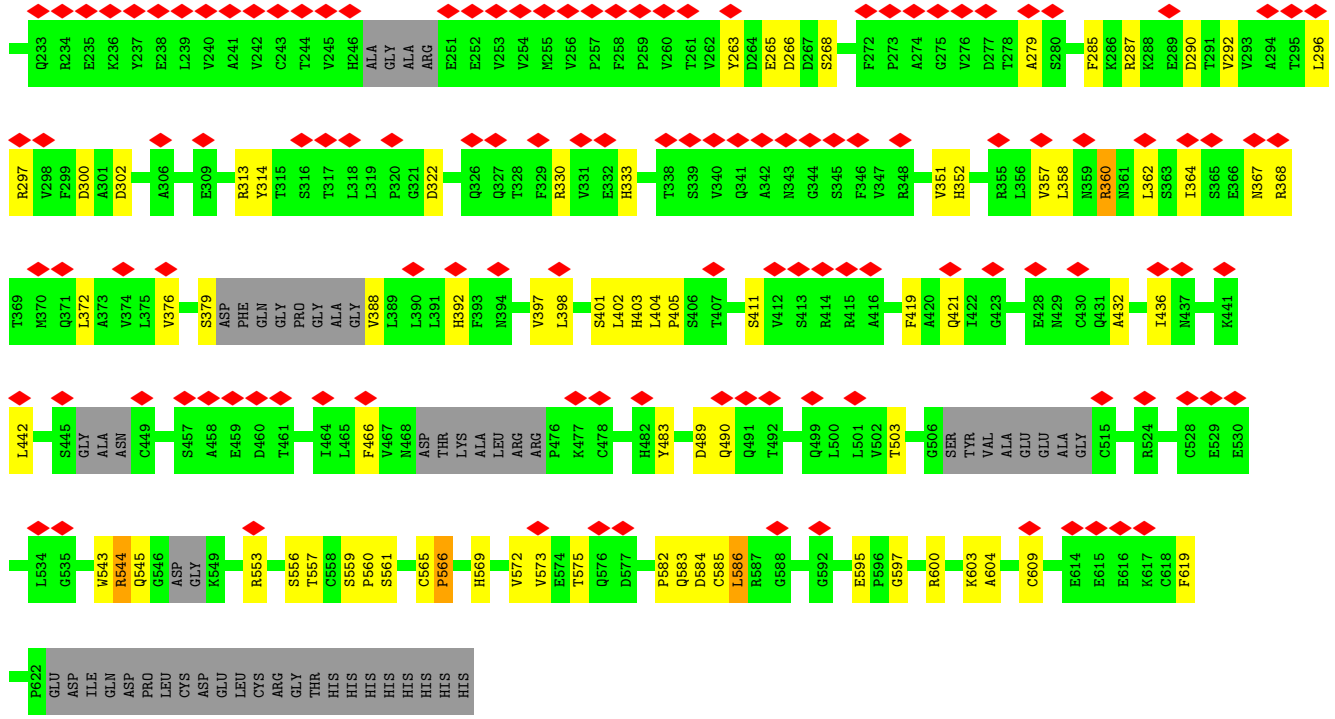 Q233 R234 E235 K236 Y237 E238 L239 V240 A241 V242 C243 T244 V245 H246 ALA GLY ALA ARG E251 E252 V253 V254 M255 V256 P257 F258 P259 V260 T261 V262 Y263 D264 E265 D266 D267 S268 F272 P273 A274 G275 V276 D277 T278 A279 S280 F285 K286 R287 K288 E289 D290 T291 V292 V293 A294 T295 L296
R297 V298 F299 D300 A301 D302 A306 E309 R313 Y314 T315 S316 T317 L318 L319 P320 G321 D322 Q326 Q327 T328 F329 R330 V331 E332 H333 T338 S339 V340 Q341 A342 N343 G344 S345 F346 V347 R348 V351 H352 R355 L356 V357 L358 N359 R360 N361 L362 S363 I364 S365 E366 N367 R368
T369 M370 Q371 L372 A373 V374 L375 V376 S379 ASP PHE GLN GLY PRO GLY ALA GLY V388 L389 L390 L391 H392 F393 N394 V397 L398 S401 L402 H403 L404 P405 S406 T407 S411 V412 S413 R414 R415 A416 F419 A420 Q421 I422 G423 E428 N429 C430 Q431 A432 I436 N437 K441
L442 S445 GLY ALA ASN C449 S457 A458 E459 D460 T461 I464 L465 F466 V467 N468 ASP THR LYS ALA LEU ARG ARG P476 K477 C478 H482 Y483 D489 Q490 Q491 T492 Q499 L500 L501 V502 T503 G506 SER TYR VAL ALA GLU GLU ALA GLY C515 R524 C528 E529 E530
L534 G535 W543 R544 Q545 G546 ASP GLY K549 R553 S556 T557 C558 S559 P560 S561 C565 P566 H569 V572 V573 E574 T575 Q576 D577 P582 Q583 D584 C585 L586 R587 G588 G592 E595 P596 G597 R600 K603 A604 C609 E614 E615 E616 K617 C618 F619
P622 GLU ASP ILE GLN ASP PRO LEU CYS ASP GLU LEU CYS ARG GLY THR HIS HIS HIS HIS HIS HIS HIS HIS